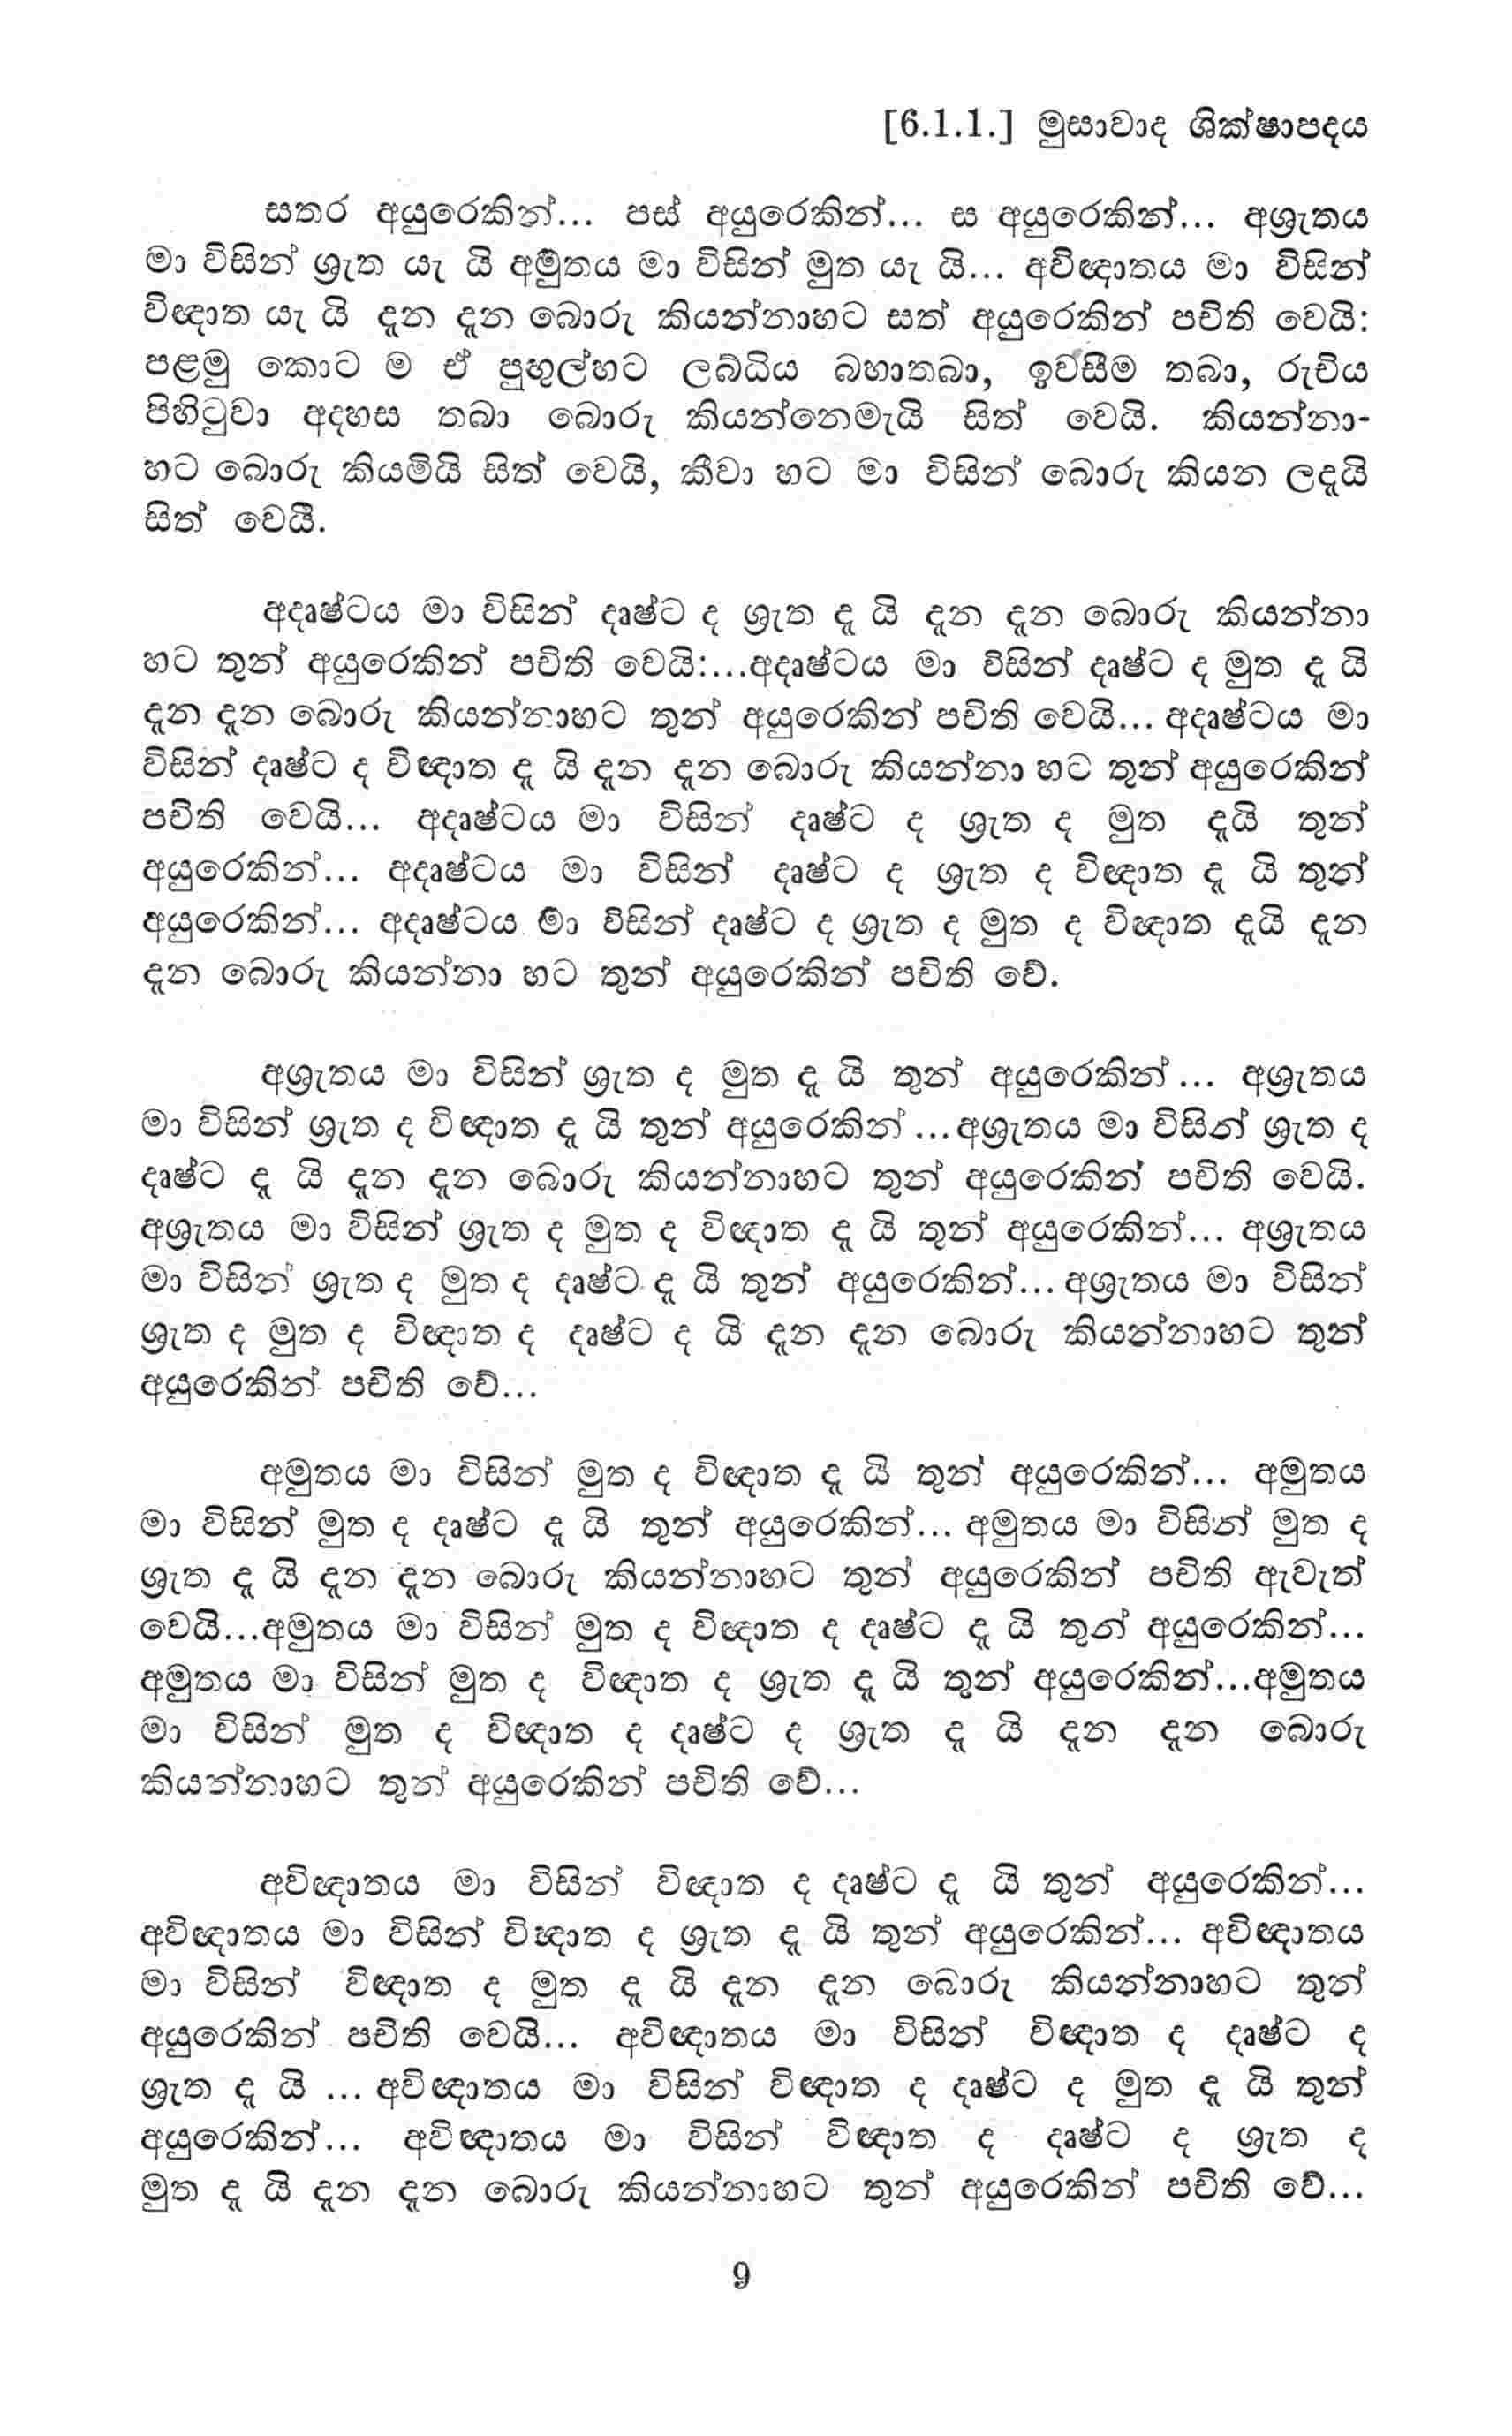 [6.1.1.] මුසාවාද ශික්ෂාපදය
සතර අයුරෙකින්... පස් අයුරෙකින්... ස අයුරෙකින්... අශ්‍රැතය
මා විසින් ශ්‍රැත යැ යි අමුතය මා විසින් මුත යැ යි... අවිඥාතය මා විසින්
විඥාත යැ යි දැන දැන බොරු කියන්නාහට සත් අයුරෙකින් පචිති වෙයි:
පළමු කොට ම ඒ පුහුල්හට ලබ්ධිය බහාතබා, ඉවසීම තබා, රුචිය
පිහිටුවා අදහස තබා බොරු කියන්නෙමැයි සිත් වෙයි. කියන්නා-
හට බොරු කියමියි සිත් වෙයි, කීවා හට මා විසින් බොරු කියන ලදැයි
සිත් වෙයි.
අදෘෂ්ටය මා විසින් දෘෂ්ට ද ශ්‍රැත දැ යි දැන දැන බොරු කියන්නා
හට තුන් අයුරෙකින් පචිති වෙයි:...අදෘෂ්ටය මා විසින් දෘෂ්ට ද මුත දැ යි
දැන දැන බොරු කියන්නාහට තුන් අයුරෙකින් පචිති වෙයි... අදෘෂ්ටය මා
විසින් දෘෂ්ට ද විඥාත දැ යි දැන දැන බොරු කියන්නා හට තුන් අයුරෙකින්
පචිති වෙයි... අදෘෂ්ටය මා විසින් දෘෂ්ට ද ශ්‍රැත ද මුත දැයි තුන්
අයුරෙකින්... අදෘෂ්ටය මා විසින් දෘෂ්ට ද ශ්‍රැත ද විඥාත දැ යි තුන්
අයුරෙකින්... අදෘෂ්ටය මා විසින් දෘෂ්ට ද ශ්‍රැත ද මුත ද විඥාත දැයි දැන
දැන බොරු කියන්නා හට තුන් අයුරෙකින් පචිති වේ.
අශ්‍රැතය මා විසින් ශ්‍රැත ද මුත දැ යි තුන් අයුරෙකින්... අශ්‍රැතය
මා විසින් ශ්‍රැත ද විඥාත දැ යි තුන් අයුරෙකින්...අශ්‍රැතය මා විසින් ශ්‍රැත ද
දෘෂ්ට දැ යි දැන දැන බොරු කියන්නාහට තුන් අයුරෙකින් පචිති වෙයි.
අශ්‍රැතය මා විසින් ශ්‍රැත ද මුත ද විඥාත දැ යි තුන් අයුරෙකින්... අශ්‍රැතය
මා විසින් ශ්‍රැත ද මුත ද දෘෂ්ට දැ යි තුන් අයුරෙකින්... අශ්‍රැතය මා විසින්
ශ්‍රැත ද මුත ද විඥාත ද දෘෂ්ට ද යි දැන දැන බොරු කියන්නාහට තුන්
අයුරෙකින් පචිති වේ...
අමුතය මා විසින් මුත ද විඥාත දැ යි තුන් අයුරෙකින්... අමුතය
මා විසින් මුත ද දෘෂ්ට දැ යි තුන් අයුරෙකින්... අමුතය මා විසින් මුත ද
ශ්‍රැත දැ යි දැන දැන බොරු කියන්නාහට තුන් අයුරෙකින් පචිති ඇවැත්
වෙයි...අමුතය මා විසින් මුත ද විඥාත ද දෘෂ්ට දැ යි තුන් අයුරෙකින්...
අමුතය මා විසින් මුත ද විඥාත ද ශ්‍රැත දැ යි තුන් අයුරෙකින්...අමුතය
මා විසින් මුත ද විඥාත ද දෘෂ්ට ද ශ්‍රැත දැ යි දැන දැන බොරු
කියන්නාහට තුන් අයුරෙකින් පචිති වේ...
අවිඥාතය මා විසින් විඥාත ද දෘෂ්ට දැ යි තුන් අයුරෙකින්...
අවිඥාතය මා විසින් විඥාත ද ශ්‍රැත දැ යි තුන් අයුරෙකින්... අවිඥාතය
මා විසින් විඥාත ද මුත දැ යි දැන දැන බොරු කියන්නාහට තුන්
අයුරෙකින් පචිති වෙයි... අවිඥාතය මා විසින් විඥාත ද දෘෂ්ට ද
ශ්‍රැත දැ යි ... අවිඥාතය මා විසින් විඥාත ද දෘෂ්ට ද මුත දැ යි තුන්
අයුරෙකින්... අවිඥාතය මා විසින් විඥාත ද දෘෂ්ට ද ශ්‍රැත ද
මුත දැ යි දැන දැන බොරු කියන්නාහට තුන් අයුරෙකින් පචිති වේ...
9